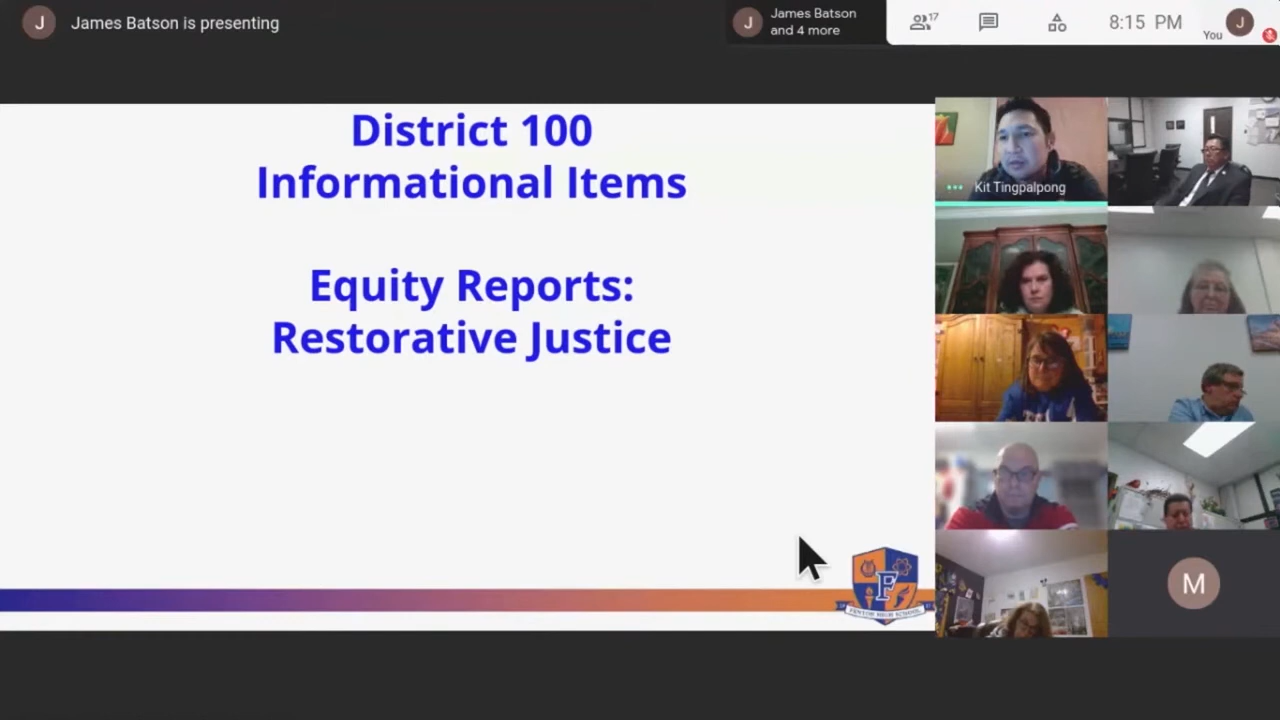 J
James Batson is presenting
J
James Batson
and 4 more
17
8:15 PM
You
J
District 100
Informational Items
Equity Reports:
Restorative Justice
Kit Tingpalpong
F
M